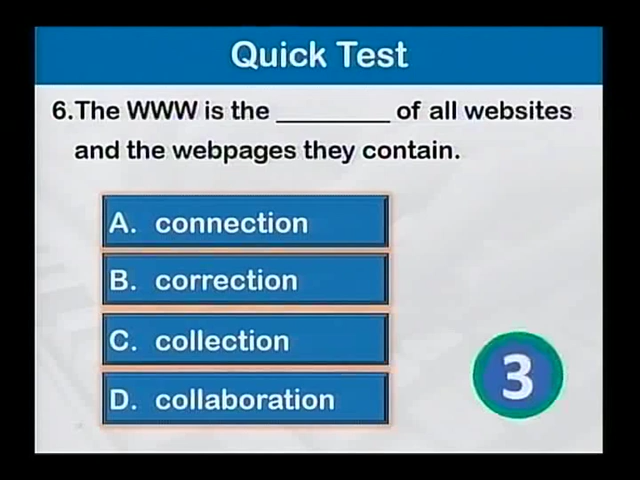 Quick Test
6.The WWW is the ________ of all websites
and the webpages they contain.
A. connection
B. correction
C. collection
D. collaboration
3